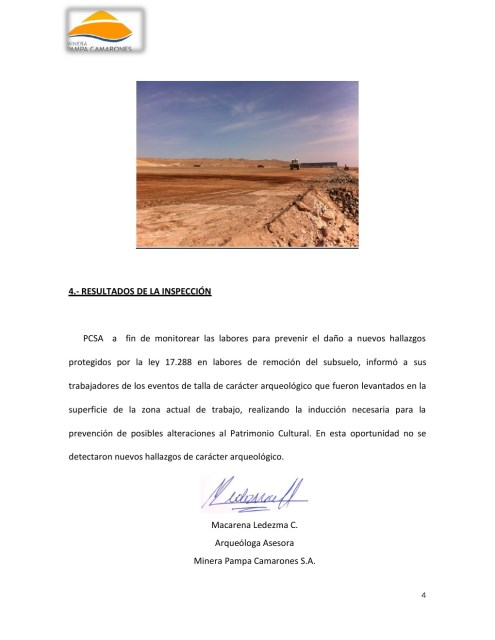 MINERA
PAMPA CAMARONES
4.- RESULTADOS DE LA INSPECCIÓN
PCSA a fin de monitorear las labores para prevenir el daño a nuevos hallazgos
protegidos por la ley 17.288 en labores de remoción del subsuelo, informó a sus
trabajadores de los eventos de talla de carácter arqueológico que fueron levantados en la
superficie de la zona actual de trabajo, realizando la inducción necesaria para la
prevención de posibles alteraciones al Patrimonio Cultural. En esta oportunidad no se
detectaron nuevos hallazgos de carácter arqueológico.
Macarena Ledezma C.
Arqueóloga Asesora
Minera Pampa Camarones S.A.
4